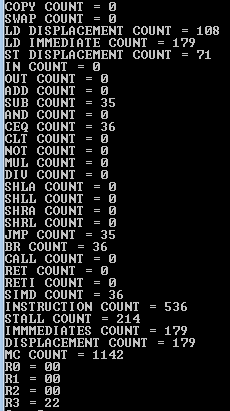 COPY COUNT = 0
SWAP COUNT = 0
LD DISPLACEMENT COUNT = 108
LD IMMEDIATE COUNT = 179
ST DISPLACEMENT COUNT = 71
IN COUNT = 0
OUT COUNT = 0
ADD COUNT = 0
SUB COUNT = 35
AND COUNT = 0
CEQ COUNT = 36
CLT COUNT = 0
NOT COUNT = 0
MUL COUNT = 0
DIV COUNT = 0
SHLA COUNT = 0
SHLL COUNT = 0
SHRA COUNT = 0
SHRL COUNT = 0
JMP COUNT = 35
BR COUNT = 36
CALL COUNT = 0
RET COUNT = 0
RETI COUNT = 0
SIMD COUNT = 36
INSTRUCTION COUNT = 536
STALL COUNT = 214
IMMMEDIATES COUNT = 179
DISPLACEMENT COUNT = 179
MC COUNT = 1142
R0 = 00
R1 = 00
R2 = 00
R3 = 22